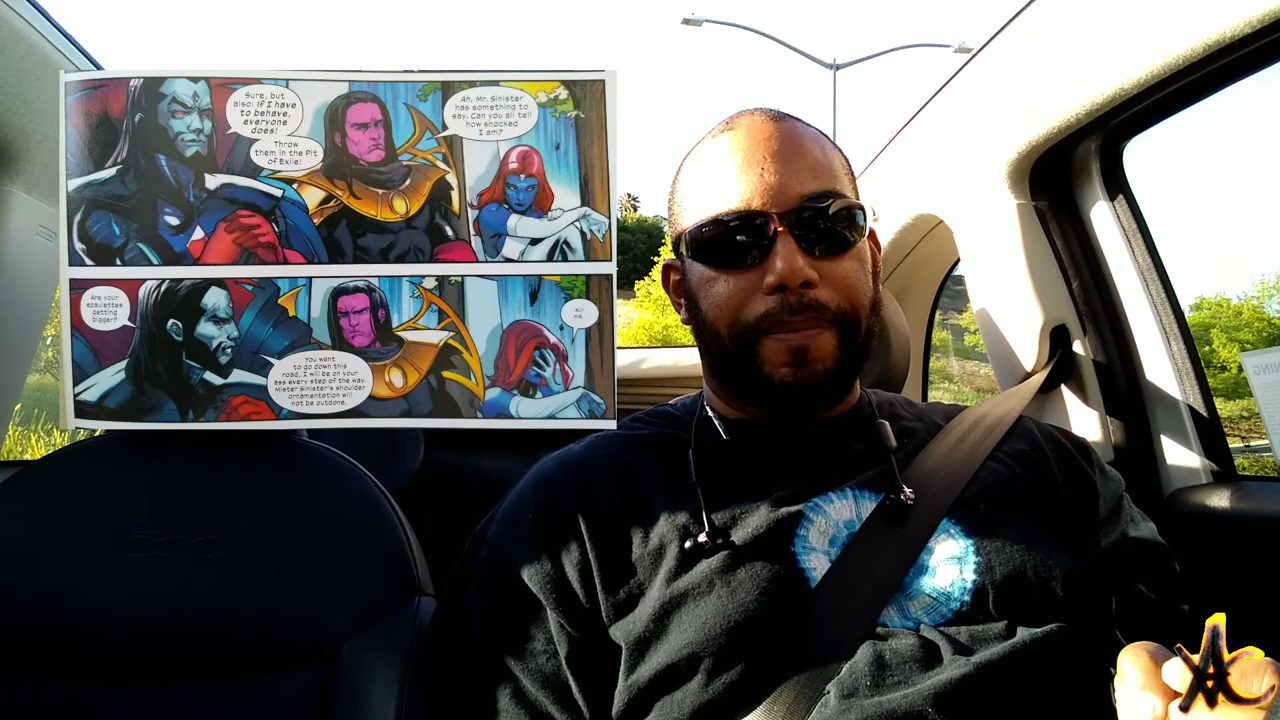 Sure, but
also: If I have
to behave,
everyone
does!
Throw
them in the Pit
of Exile!
Ah, Mr. Sinister
has something to
say. Can you all tell
how shocked
I am?
Are your
epaulettes
getting
bigger?
You want
to go down this
road, I will be on your
ass every step of the way.
Mister Sinister's shoulder
ornamentation will
not be outdone.
Kill
me.
500
AC